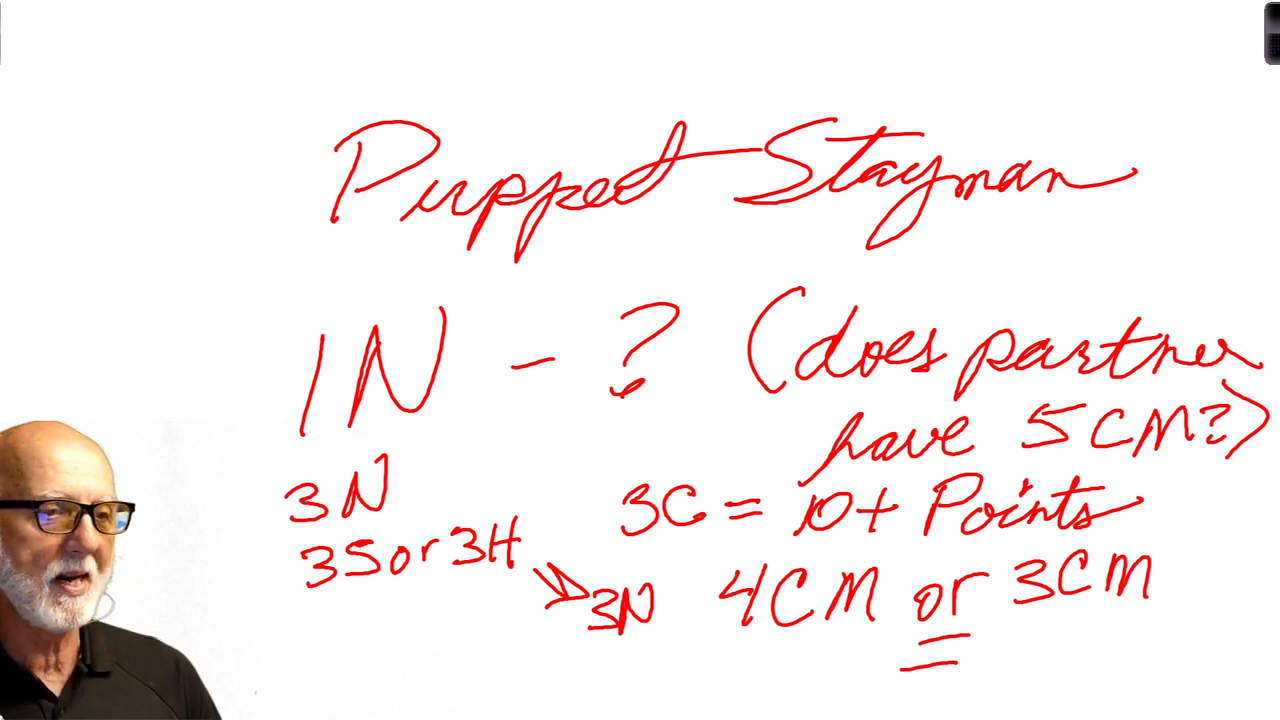 Puppet Stayman
1N - ? (does partner
have 5CM?)
3N
3C = 10+ Points
3S or 3H
3N 4CM or 3CM